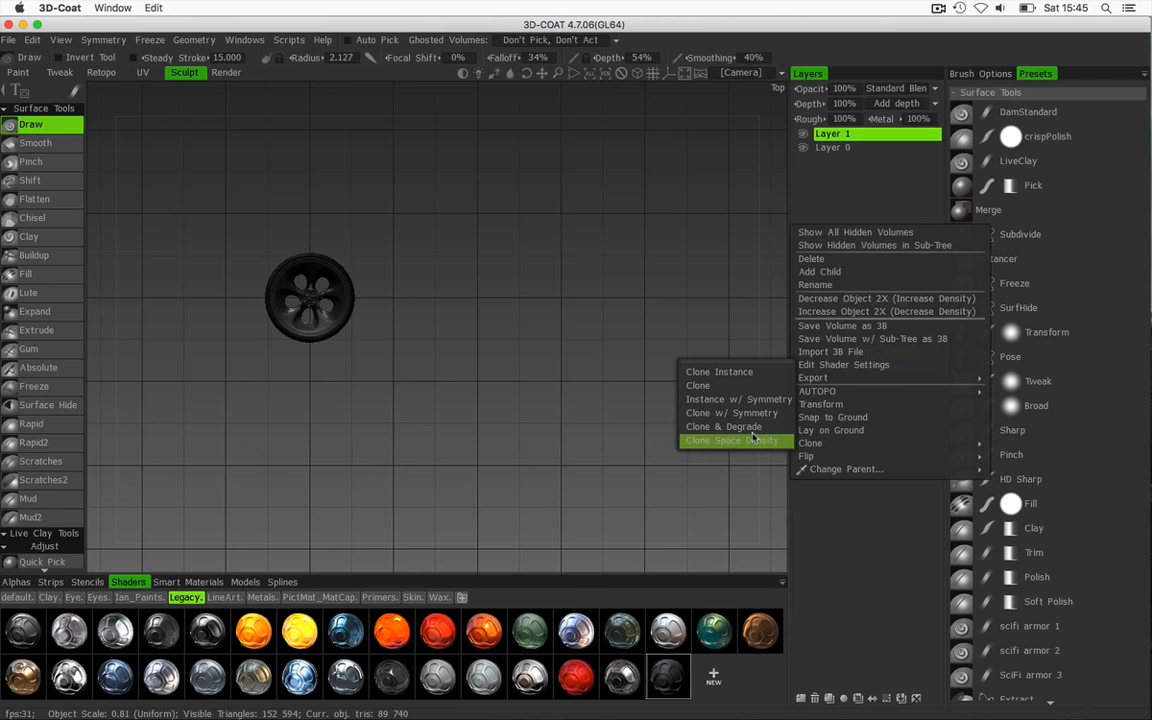 3D-Coat Window Edit Sat 15:45
3D-COAT 4.7.06(GL64)
File Edit View Symmetry Freeze Geometry Windows Scripts Help Auto Pick Ghosted Volumes: Don't Pick, Don't Act
Draw Invert Tool Steady Stroke 15.000 Radius 2.127 Focal Shift 0% Falloff 34% Depth 54% Smoothing 40%
Paint Tweak Retopo UV Sculpt Render [Camera]
Top
Surface Tools
Draw
Smooth
Pinch
Shift
Flatten
Chisel
Clay
Buildup
Fill
Lute
Expand
Extrude
Gum
Absolute
Freeze
Surface Hide
Rapid
Rapid2
Scratches
Scratches2
Mud
Mud2
Live Clay Tools
Adjust
Quick Pick
Layers
Opacit 100% Standard Blen
Depth 100% Add depth
Rough 100% Metal 100%
Layer 1
Layer 0
Show All Hidden Volumes
Show Hidden Volumes in Sub-Tree
Delete
Add Child
Rename
Decrease Object 2X (Increase Density)
Increase Object 2X (Decrease Density)
Save Volume as 3B
Save Volume w/ Sub-Tree as 3B
Import 3B File
Edit Shader Settings
Export
AUTOPO
Transform
Snap to Ground
Lay on Ground
Clone
Flip
Change Parent...
Clone Instance
Clone
Instance w/ Symmetry
Clone w/ Symmetry
Clone & Degrade
Clone Space Density
Brush Options Presets
- Surface Tools
DamStandard
crispPolish
LiveClay
Pick
Merge
Subdivide
tancer
Freeze
SurfHide
Transform
Pose
Tweak
Broad
Sharp
Pinch
HD Sharp
Fill
Clay
Trim
Polish
Soft Polish
scifi armor 1
scifi armor 2
SciFi armor 3
Extract
Alphas Strips Stencils Shaders Smart Materials Models Splines
default. Clay. Eye. Eyes. Ian_Paints. Legacy. LineArt. Metals. PictMat_MatCap. Primers. Skin. Wax.
NEW
fps:31; Object Scale: 0.81 (Uniform); Visible Triangles: 152 594; Curr. obj. tris: 89 740